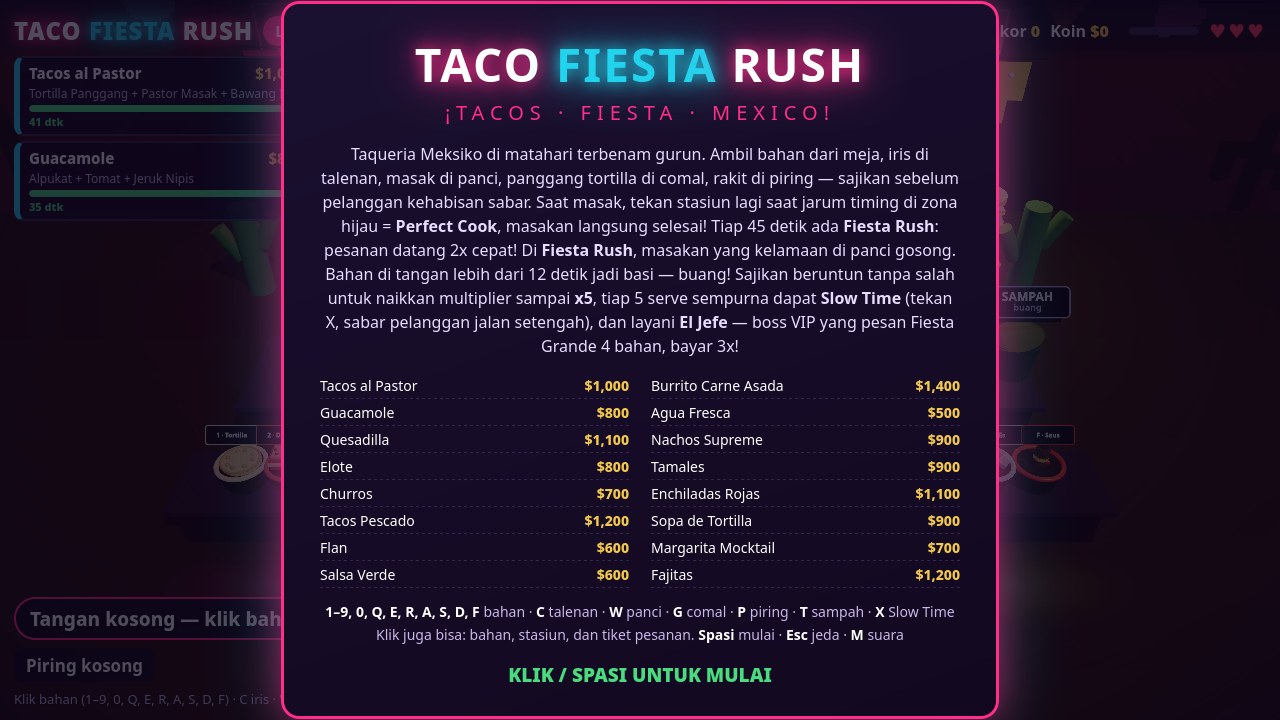 TACO FIESTA RUSH
kor 0 Koin $0
Tacos al Pastor
Tortilla Panggang + Pastor Masak + Bawang
41 dtk
Guacamole
Alpukat + Tomat + Jeruk Nipis
35 dtk
TACO FIESTA RUSH
¡TACOS · FIESTA · MEXICO!
Taqueria Meksiko di matahari terbenam gurun. Ambil bahan dari meja, iris di
talenan, masak di panci, panggang tortilla di comal, rakit di piring — sajikan sebelum
pelanggan kehabisan sabar. Saat masak, tekan stasiun lagi saat jarum timing di zona
hijau = Perfect Cook, masakan langsung selesai! Tiap 45 detik ada Fiesta Rush:
pesanan datang 2x cepat! Di Fiesta Rush, masakan yang kelamaan di panci gosong.
Bahan di tangan lebih dari 12 detik jadi basi — buang! Sajikan beruntun tanpa salah
untuk naikkan multiplier sampai x5, tiap 5 serve sempurna dapat Slow Time (tekan
X, sabar pelanggan jalan setengah), dan layani El Jefe — boss VIP yang pesan Fiesta
Grande 4 bahan, bayar 3x!
Tacos al Pastor $1,000 Burrito Carne Asada $1,400
Guacamole $800 Agua Fresca $500
Quesadilla $1,100 Nachos Supreme $900
Elote $800 Tamales $900
Churros $700 Enchiladas Rojas $1,100
Tacos Pescado $1,200 Sopa de Tortilla $900
Flan $600 Margarita Mocktail $700
Salsa Verde $600 Fajitas $1,200
1–9, 0, Q, E, R, A, S, D, F bahan · C talenan · W panci · G comal · P piring · T sampah · X Slow Time
Klik juga bisa: bahan, stasiun, dan tiket pesanan. Spasi mulai · Esc jeda · M suara
KLIK / SPASI UNTUK MULAI
SAMPAH
buang
1 · Tortilla
F · Saus
Tangan kosong — klik bah
Piring kosong
Klik bahan (1–9, 0, Q, E, R, A, S, D, F) · C iris ·